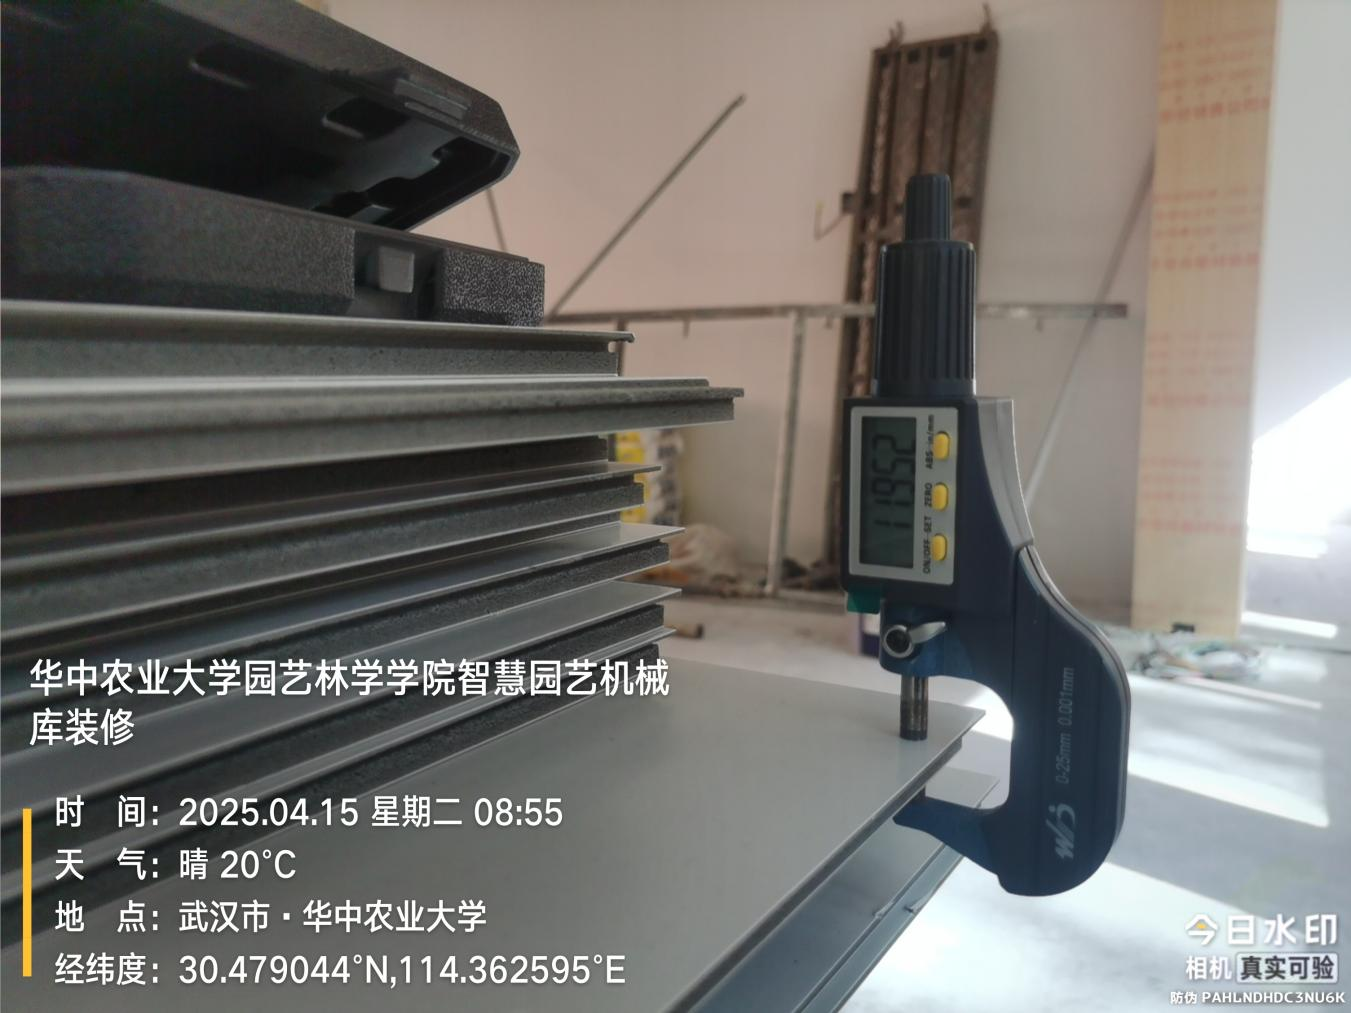 ABS in/mm
ZERO
SET
ON/OFF
0-25mm 0.001mm
华中农业大学园艺林学学院智慧园艺机械
库装修
时 间：2025.04.15 星期二 08:55
天 气：晴 20°C
地 点：武汉市·华中农业大学
经纬度：30.479044°N,114.362595°E
今日水印
相机 真实可验
防伪 PAHLNDHDC3NU6K